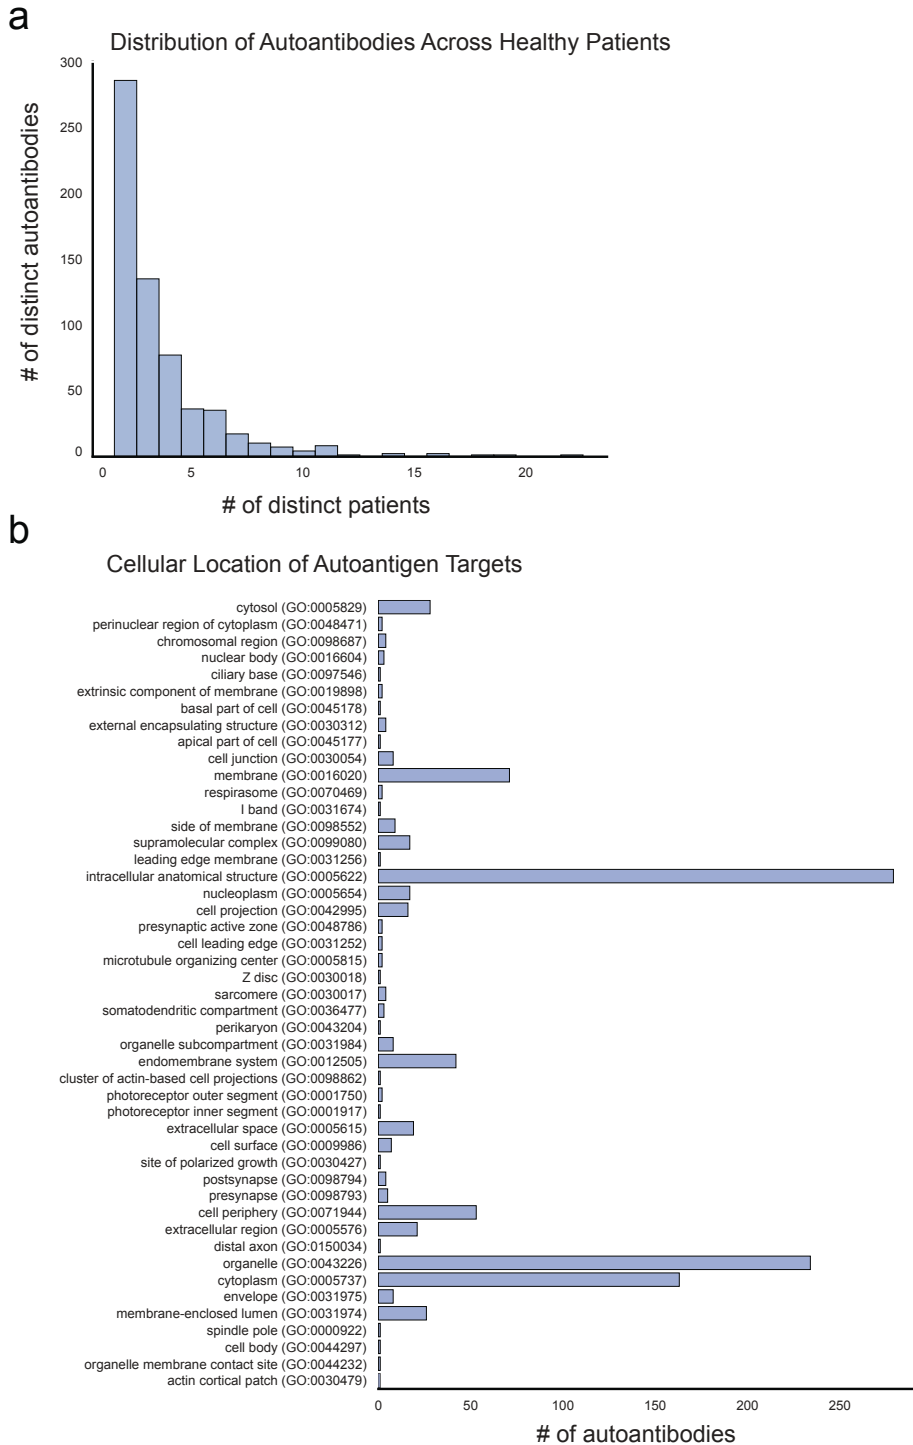 a
Distribution of Autoantibodies Across Healthy Patients
# of distinct autoantibodies
300
250
200
150
100
50
0
0 5 10 15 20
# of distinct patients
b
Cellular Location of Autoantigen Targets
cytosol (GO:0005829)
perinuclear region of cytoplasm (GO:0048471)
chromosomal region (GO:0098687)
nuclear body (GO:0016604)
ciliary base (GO:0097546)
extrinsic component of membrane (GO:0019898)
basal part of cell (GO:0045178)
external encapsulating structure (GO:0030312)
apical part of cell (GO:0045177)
cell junction (GO:0030054)
membrane (GO:0016020)
respirasome (GO:0070469)
I band (GO:0031674)
side of membrane (GO:0098552)
supramolecular complex (GO:0099080)
leading edge membrane (GO:0031256)
intracellular anatomical structure (GO:0005622)
nucleoplasm (GO:0005654)
cell projection (GO:0042995)
presynaptic active zone (GO:0048786)
cell leading edge (GO:0031252)
microtubule organizing center (GO:0005815)
Z disc (GO:0030018)
sarcomere (GO:0030017)
somatodendritic compartment (GO:0036477)
perikaryon (GO:0043204)
organelle subcompartment (GO:0031984)
endomembrane system (GO:0012505)
cluster of actin-based cell projections (GO:0098862)
photoreceptor outer segment (GO:0001750)
photoreceptor inner segment (GO:0001917)
extracellular space (GO:0005615)
cell surface (GO:0009986)
site of polarized growth (GO:0030427)
postsynapse (GO:0098794)
presynapse (GO:0098793)
cell periphery (GO:0071944)
extracellular region (GO:0005576)
distal axon (GO:0150034)
organelle (GO:0043226)
cytoplasm (GO:0005737)
envelope (GO:0031975)
membrane-enclosed lumen (GO:0031974)
spindle pole (GO:0000922)
cell body (GO:0044297)
organelle membrane contact site (GO:0044232)
actin cortical patch (GO:0030479)
0 50 100 150 200 250
# of autoantibodies